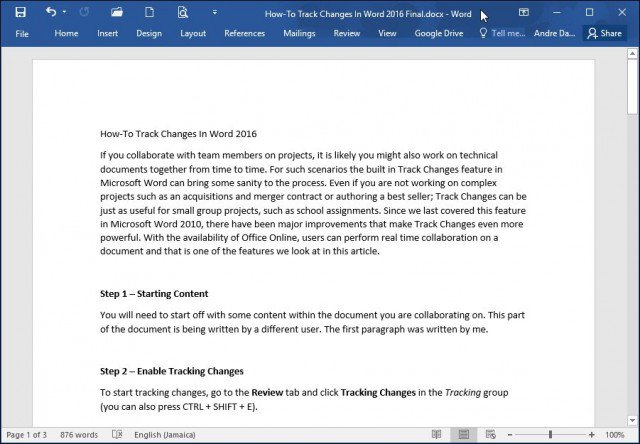 How-To Track Changes In Word 2016 Final.docx - Word
File Home Insert Design Layout References Mailings Review View Google Drive Tell me... Andre Da... Share
How-To Track Changes In Word 2016
If you collaborate with team members on projects, it is likely you might also work on technical
documents together from time to time. For such scenarios the built in Track Changes feature in
Microsoft Word can bring some sanity to the process. Even if you are not working on complex
projects such as an acquisitions and merger contract or authoring a best seller; Track Changes can be
just as useful for small group projects, such as school assignments. Since we last covered this feature
in Microsoft Word 2010, there have been major improvements that make Track Changes even more
powerful. With the availability of Office Online, users can perform real time collaboration on a
document and that is one of the features we look at in this article.
Step 1 – Starting Content
You will need to start off with some content within the document you are collaborating on. This part
of the document is being written by a different user. The first paragraph was written by me.
Step 2 – Enable Tracking Changes
To start tracking changes, go to the Review tab and click Tracking Changes in the Tracking group
(you can also press CTRL + SHIFT + E).
Page 1 of 3 876 words English (Jamaica) 100%